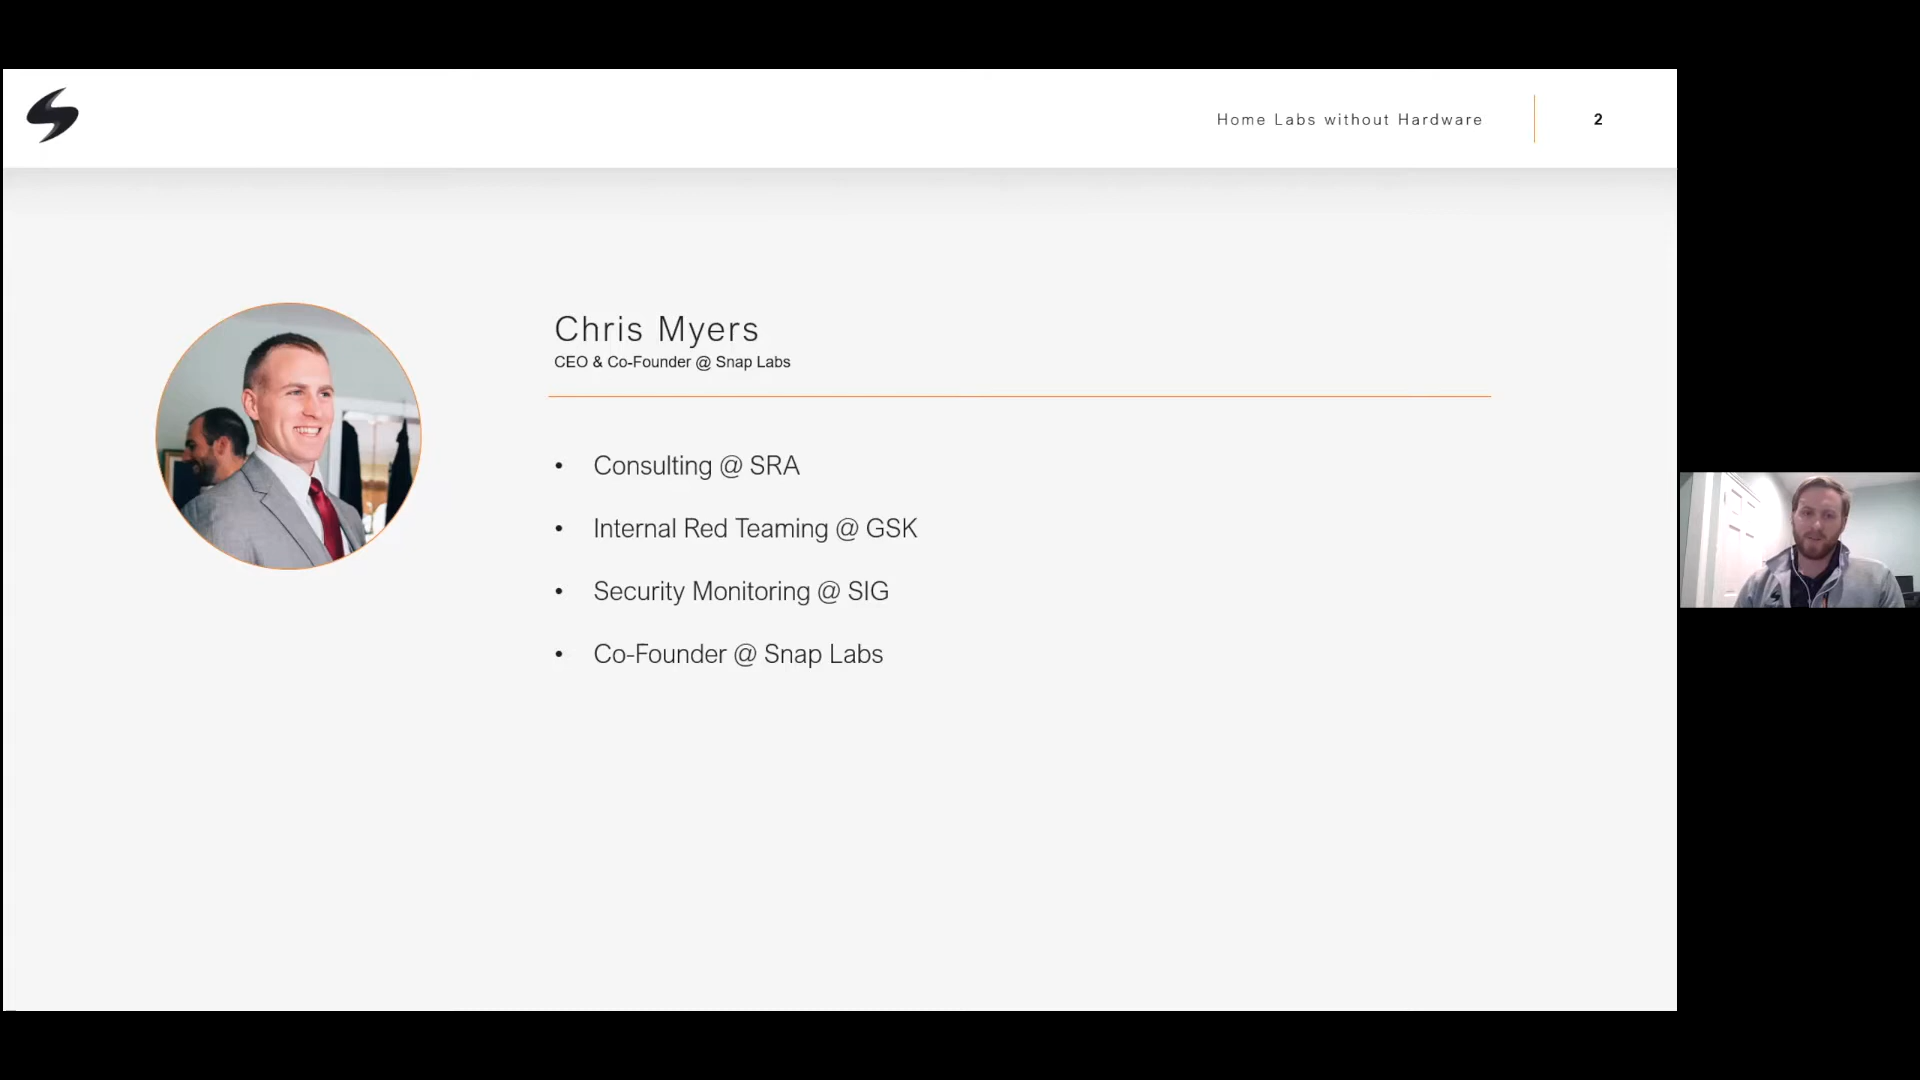 Home Labs without Hardware
2
Chris Myers
CEO & Co-Founder @ Snap Labs
• Consulting @ SRA
• Internal Red Teaming @ GSK
• Security Monitoring @ SIG
• Co-Founder @ Snap Labs